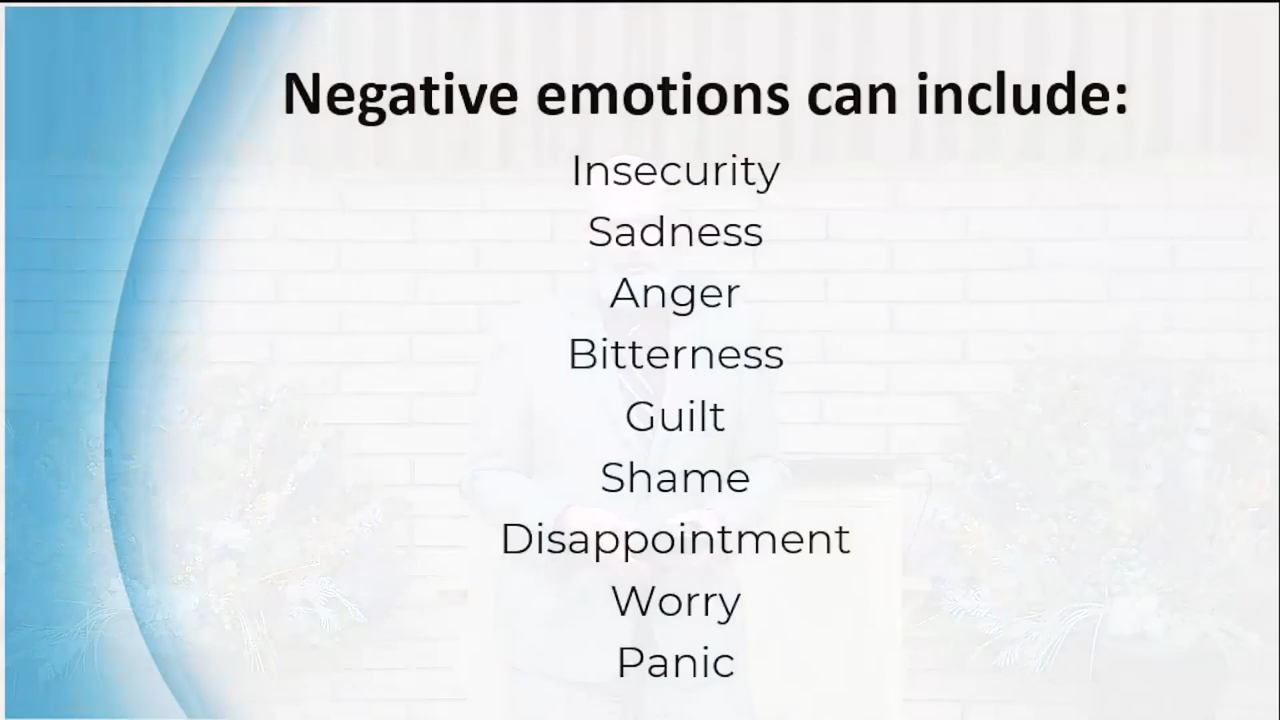 Negative emotions can include:
Insecurity
Sadness
Anger
Bitterness
Guilt
Shame
Disappointment
Worry
Panic